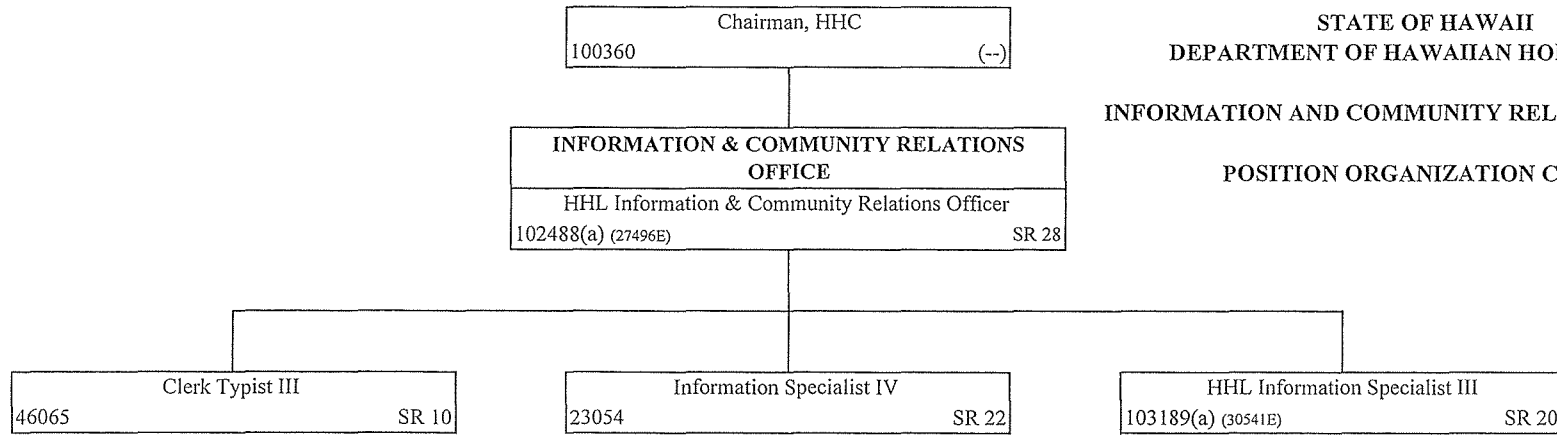 Chairman, HHC
100360 (--)
STATE OF HAWAII
DEPARTMENT OF HAWAIIAN
INFORMATION AND COMMUNITY
POSITION ORGANIZATION
INFORMATION & COMMUNITY RELATIONS
OFFICE
HHL Information & Community Relations Officer
102488(a) (27496E) SR 28
Clerk Typist III
46065 SR 10
Information Specialist IV
23054 SR 22
HHL Information Specialist III
103189(a) (30541E) SR 20